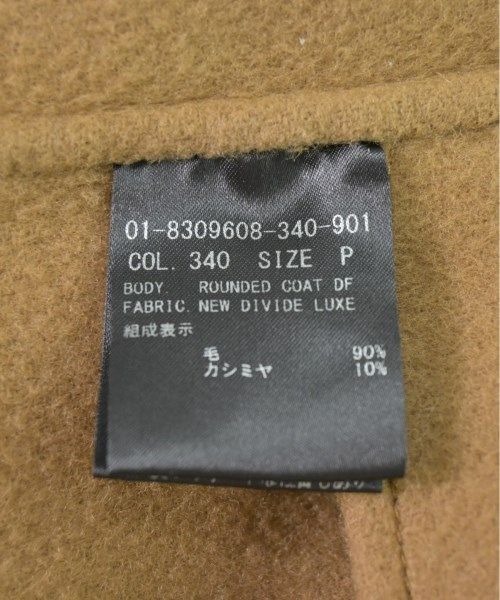 01-8309608-340-901
COL. 340 SIZE P
BODY. ROUNDED COAT DF
FABRIC. NEW DIVIDE LUXE
組成表示
毛 90%
カシミヤ 10%